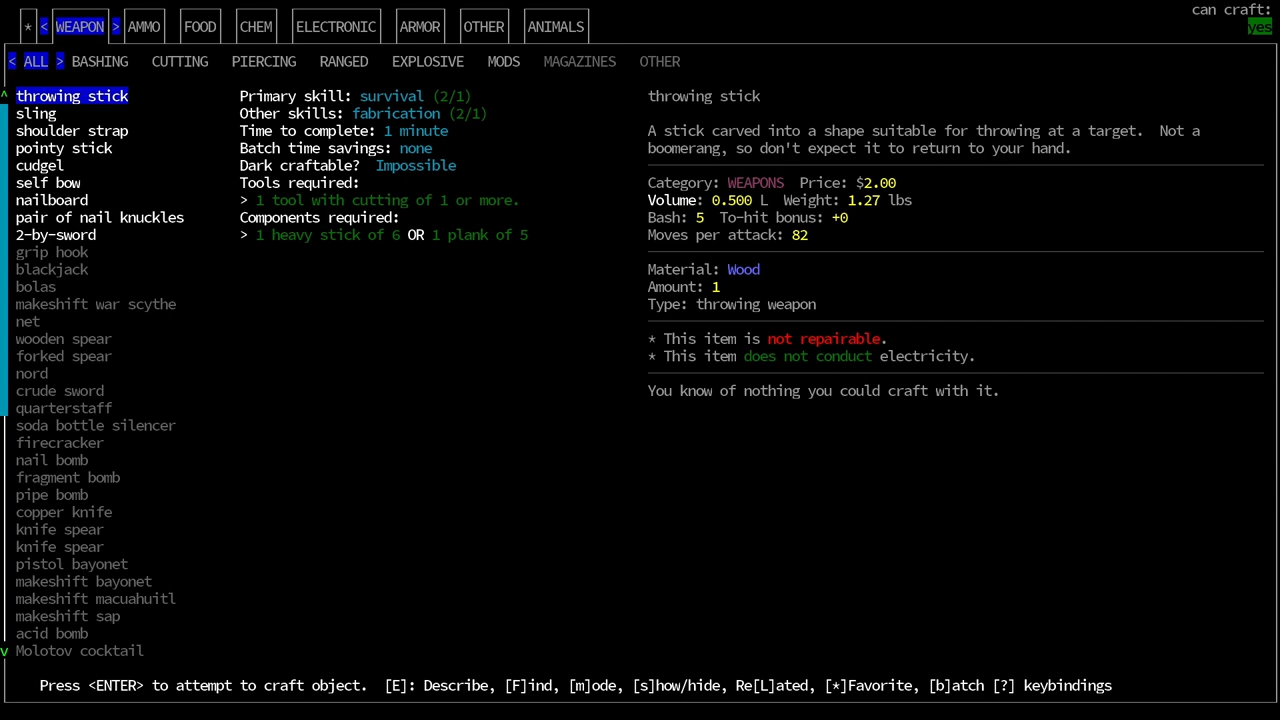 can craft:
* < WEAPON > AMMO FOOD CHEM ELECTRONIC ARMOR OTHER ANIMALS yes
< ALL > BASHING CUTTING PIERCING RANGED EXPLOSIVE MODS MAGAZINES OTHER
^ throwing stick
sling
shoulder strap
pointy stick
cudgel
self bow
nailboard
pair of nail knuckles
2-by-sword
grip hook
blackjack
bolas
makeshift war scythe
net
wooden spear
forked spear
nord
crude sword
quarterstaff
soda bottle silencer
firecracker
nail bomb
fragment bomb
pipe bomb
copper knife
knife spear
knife spear
pistol bayonet
makeshift bayonet
makeshift macuahuitl
makeshift sap
acid bomb
v Molotov cocktail
Primary skill: survival (2/1)
Other skills: fabrication (2/1)
Time to complete: 1 minute
Batch time savings: none
Dark craftable? Impossible
Tools required:
> 1 tool with cutting of 1 or more.
Components required:
> 1 heavy stick of 6 OR 1 plank of 5
throwing stick
A stick carved into a shape suitable for throwing at a target. Not a
boomerang, so don't expect it to return to your hand.
Category: WEAPONS Price: $2.00
Volume: 0.500 L Weight: 1.27 lbs
Bash: 5 To-hit bonus: +0
Moves per attack: 82
Material: Wood
Amount: 1
Type: throwing weapon
* This item is not repairable.
* This item does not conduct electricity.
You know of nothing you could craft with it.
Press <ENTER> to attempt to craft object. [E]: Describe, [F]ind, [m]ode, [s]how/hide, Re[L]ated, [*]Favorite, [b]atch [?] keybindings